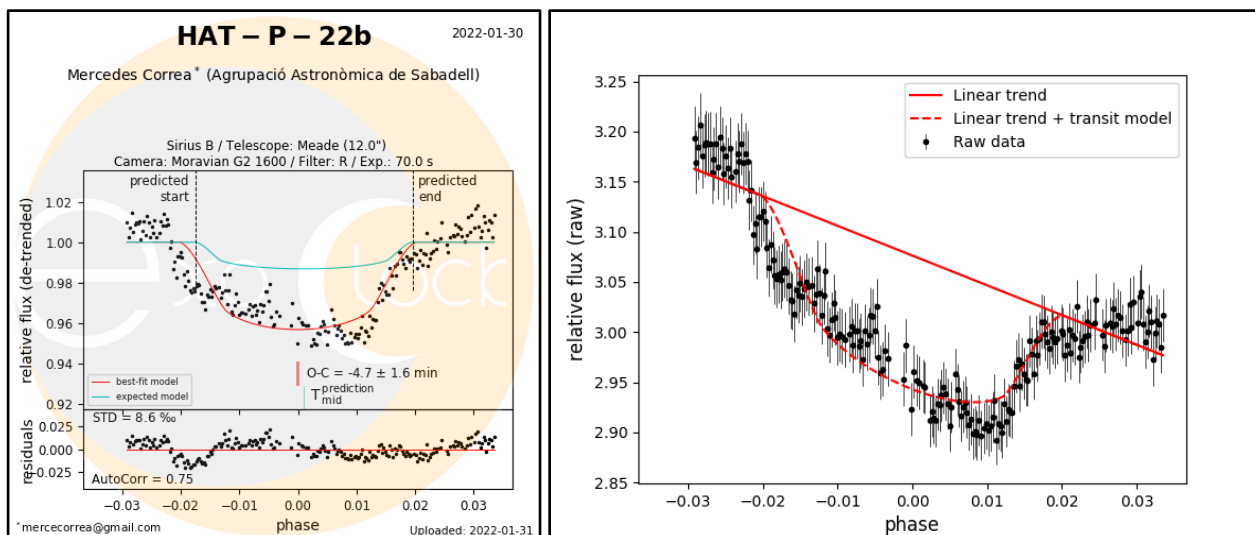 HAT – P – 22b
2022-01-30
Mercedes Correa* (Agrupació Astronòmica de Sabadell)
Sirius B / Telescope: Meade (12.0")
Camera: Moravian G2 1600 / Filter: R / Exp.: 70.0 s
predicted start
predicted end
relative flux (de-trended)
1.02
1.00
0.98
0.96
0.94
0.92
exo Clock
O-C = -4.7 ± 1.6 min
T prediction mid
best-fit model
expected model
STD = 8.6 ‰
residuals
0.025
0.000
−0.025
AutoCorr = 0.75
−0.03 −0.02 −0.01 0.00 0.01 0.02 0.03
phase
*mercecorrea@gmail.com
Uploaded: 2022-01-31
relative flux (raw)
3.25
3.20
3.15
3.10
3.05
3.00
2.95
2.90
2.85
Linear trend
Linear trend + transit model
Raw data
−0.03 −0.02 −0.01 0.00 0.01 0.02 0.03
phase